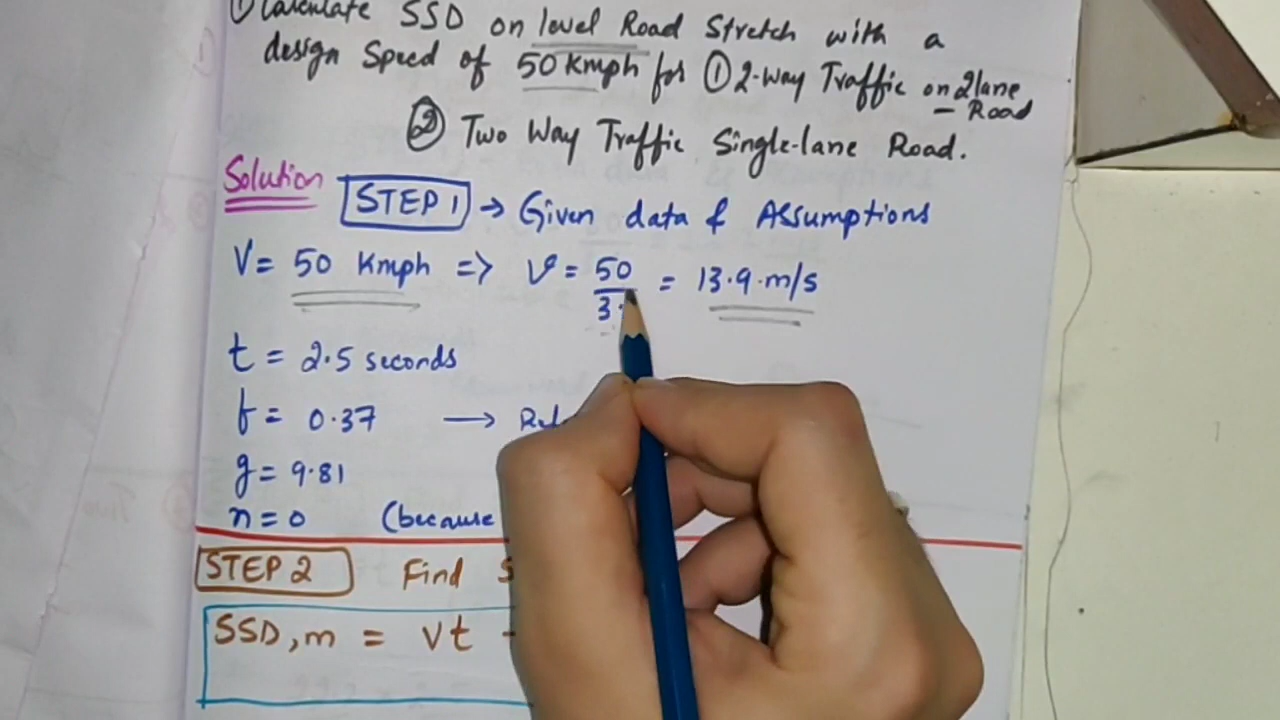 ① Calculate SSD on level Road Stretch with a
design Speed of 50 Kmph for ① 2-way Traffic on 2lane
- Road
② Two Way Traffic Single-lane Road.
Solution STEP 1 → Given data & Assumptions
V = 50 Kmph => v = 50/3. = 13.9 m/s
t = 2.5 seconds
f = 0.37 →
g = 9.81
n = 0 (because
STEP 2 Find S
SSD, m = vt